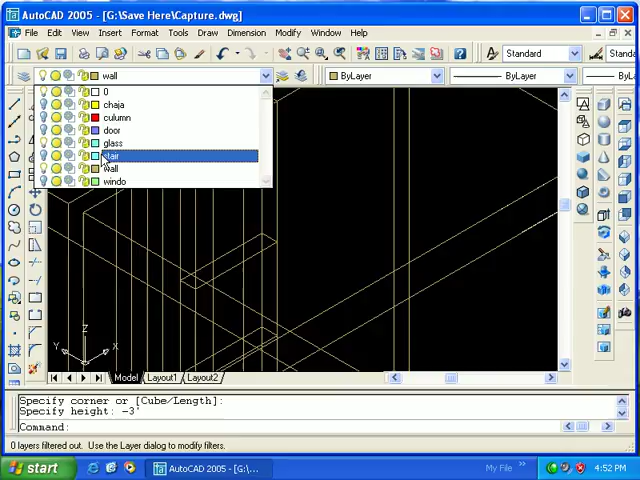 AutoCAD 2005 - [G:\Save Here\Capture.dwg]
File Edit View Insert Format Tools Draw Dimension Modify Window Help
Standard
wall
ByLayer
ByLayer
0
chaja
culumn
door
glass
stair
wall
windo
Z
Y
X
Model Layout1 Layout2
Specify corner or [Cube/Length]:
Specify height: -3'
Command:
0 layers filtered out. Use the Layer dialog to modify filters.
start
AutoCAD 2005 - [G:\...
My File
4:52 PM